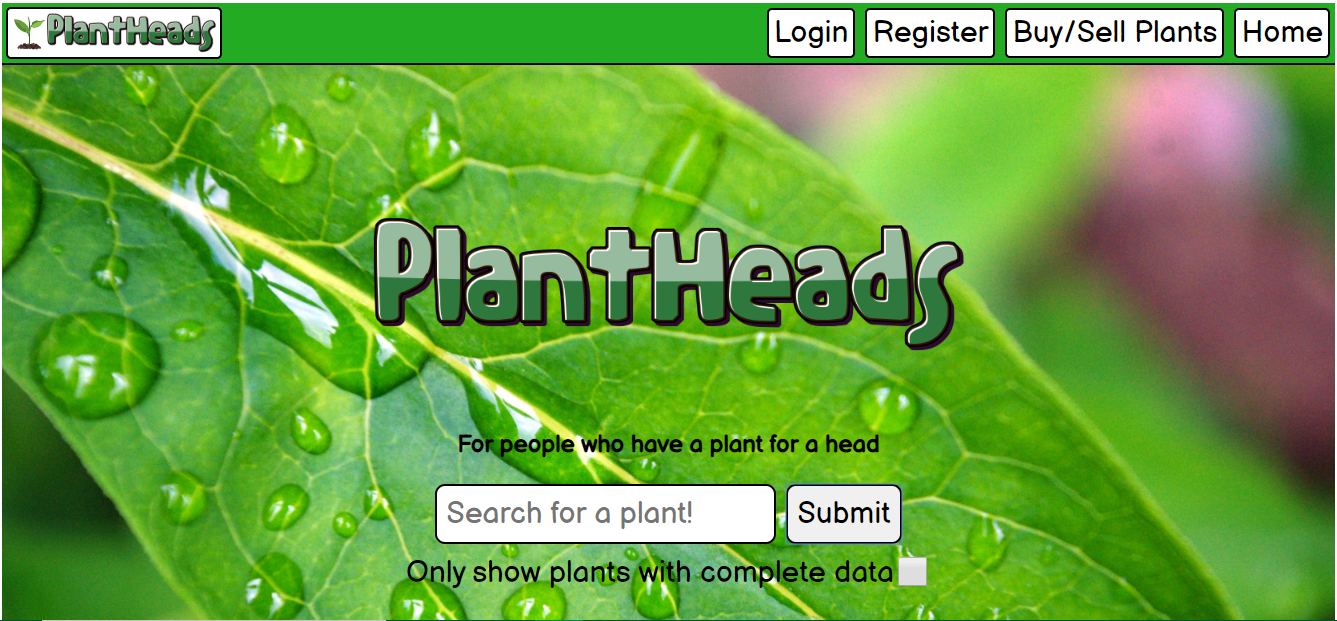 PlantHeads
Login Register Buy/Sell Plants Home
PlantHeads
For people who have a plant for a head
Search for a plant! Submit
Only show plants with complete data